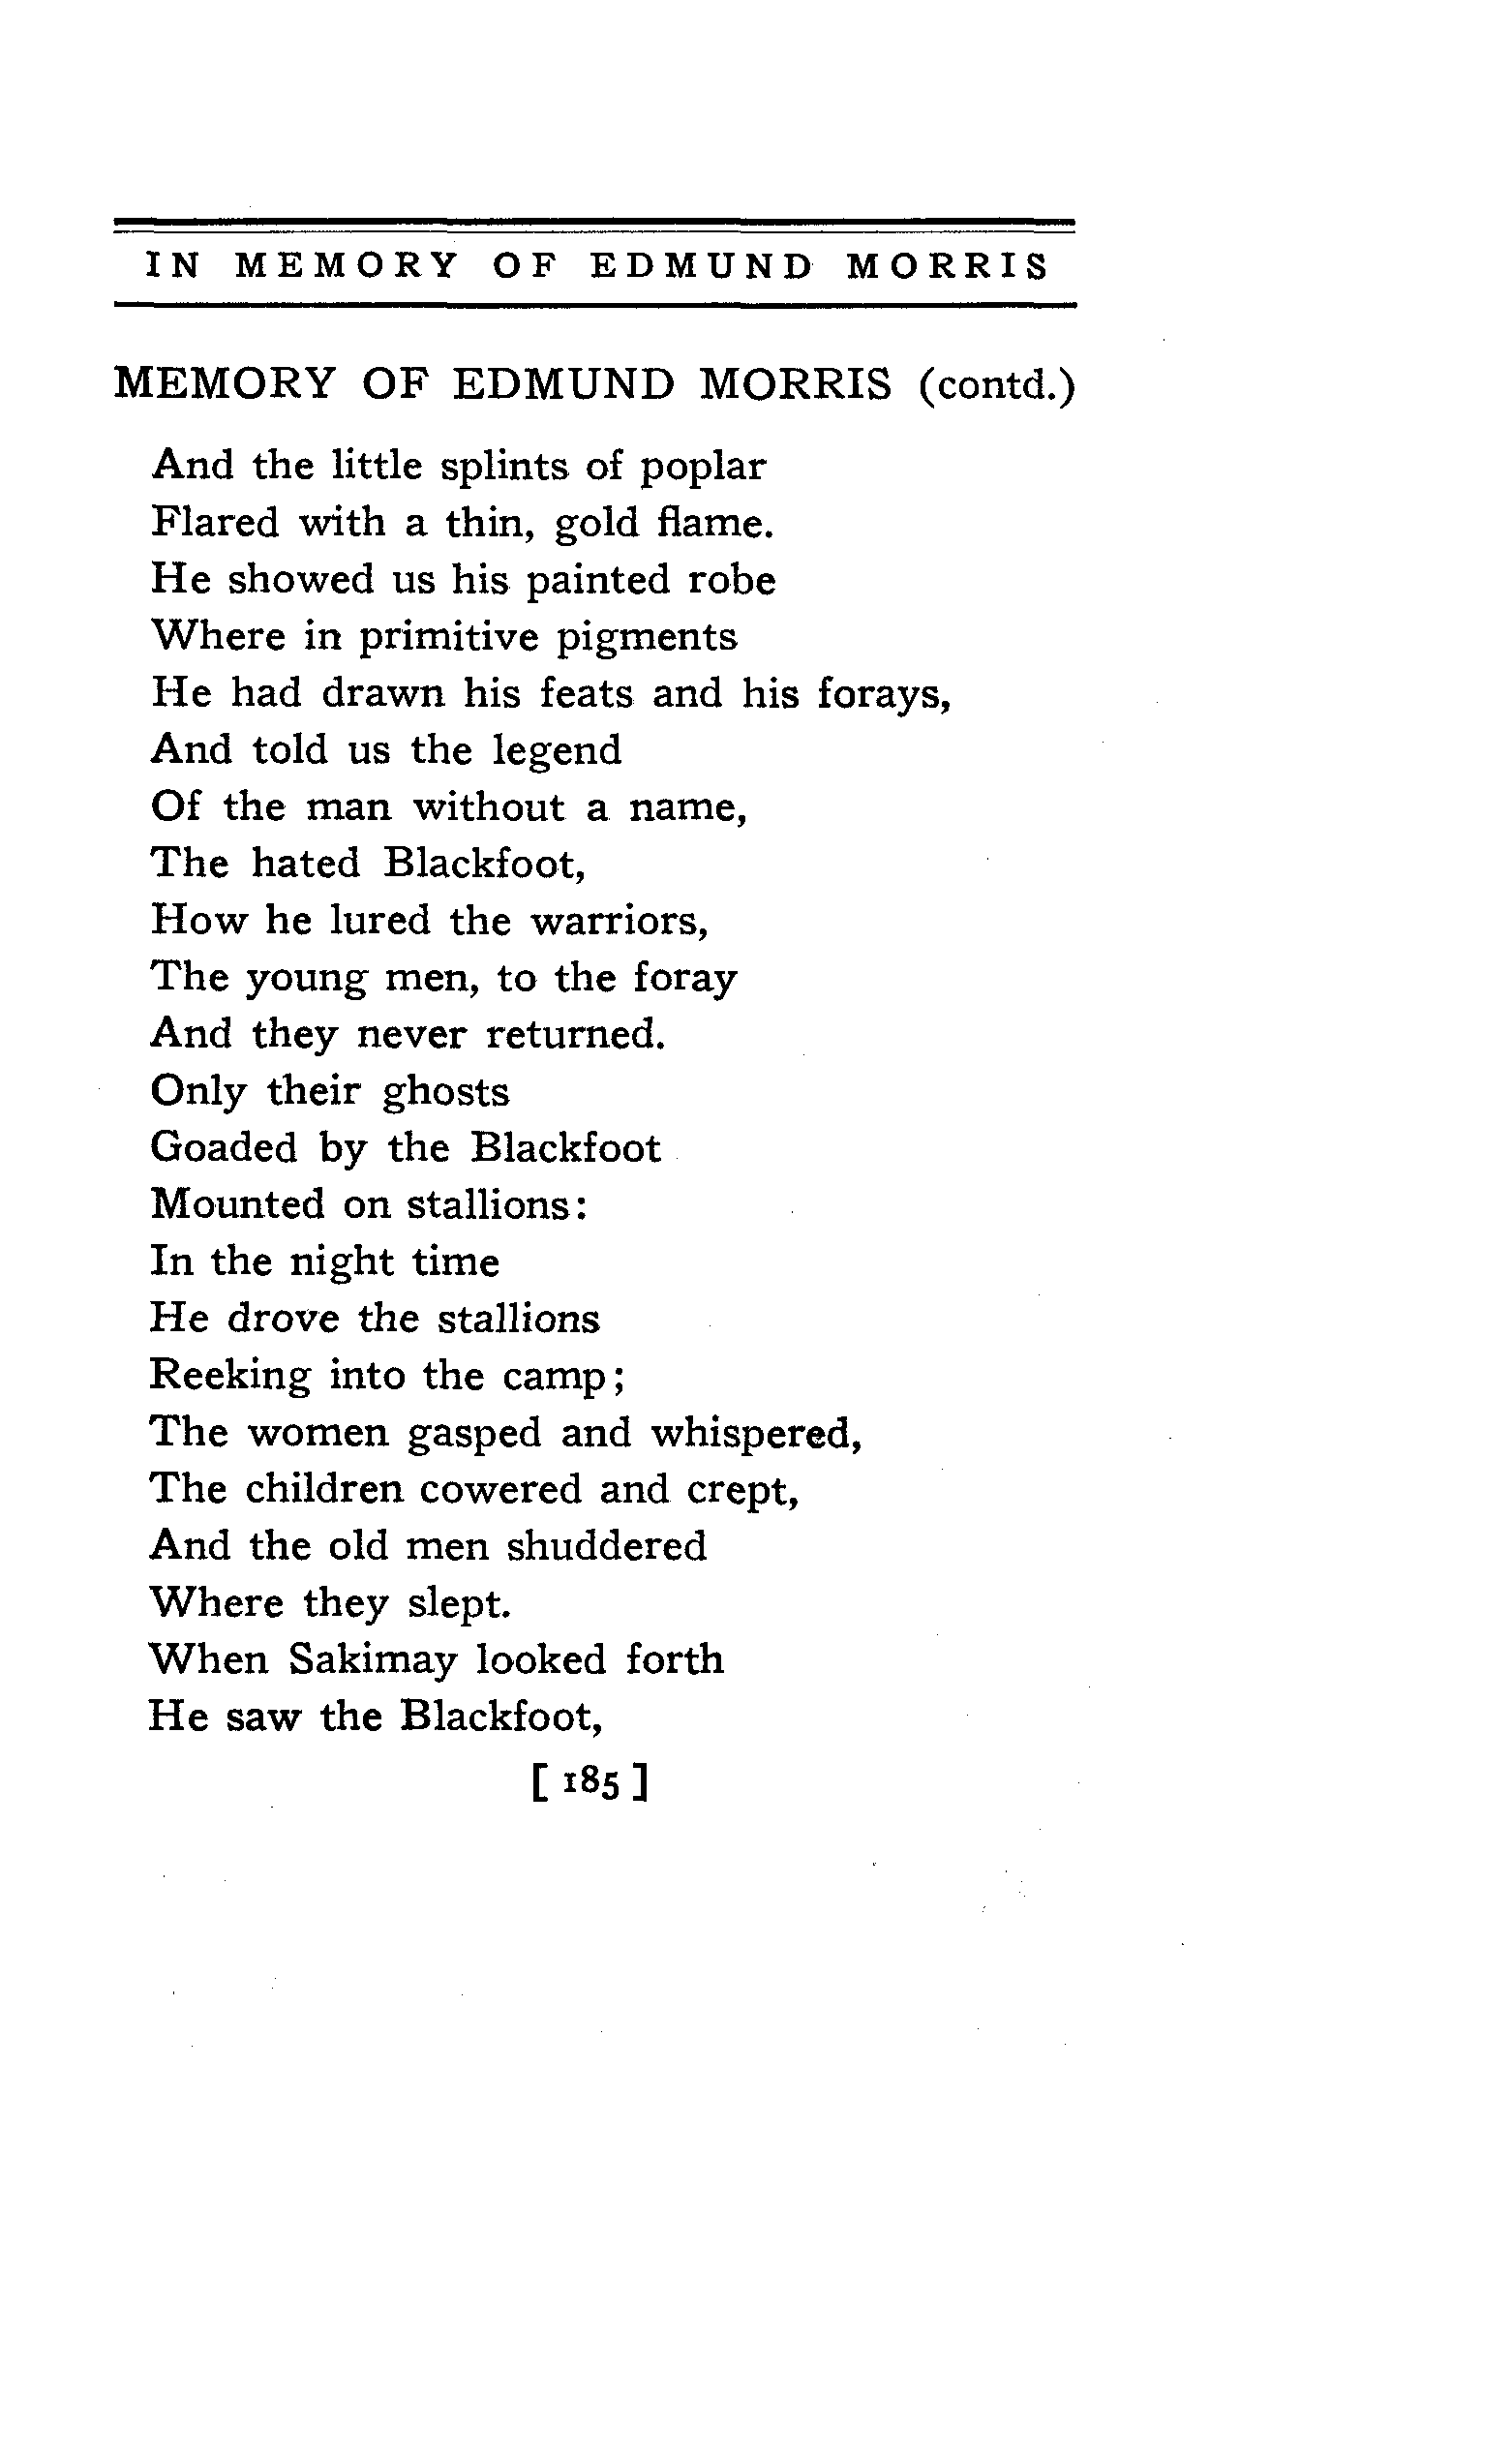 IN MEMORY OF EDMUND MORRIS
MEMORY OF EDMUND MORRIS (contd.)
And the little splints of poplar
Flared with a thin, gold flame.
He showed us his painted robe
Where in primitive pigments
He had drawn his feats and his forays,
And told us the legend
Of the man without a name,
The hated Blackfoot,
How he lured the warriors,
The young men, to the foray
And they never returned.
Only their ghosts
Goaded by the Blackfoot
Mounted on stallions:
In the night time
He drove the stallions
Reeking into the camp;
The women gasped and whispered,
The children cowered and crept,
And the old men shuddered
Where they slept.
When Sakimay looked forth
He saw the Blackfoot,
[ 185 ]